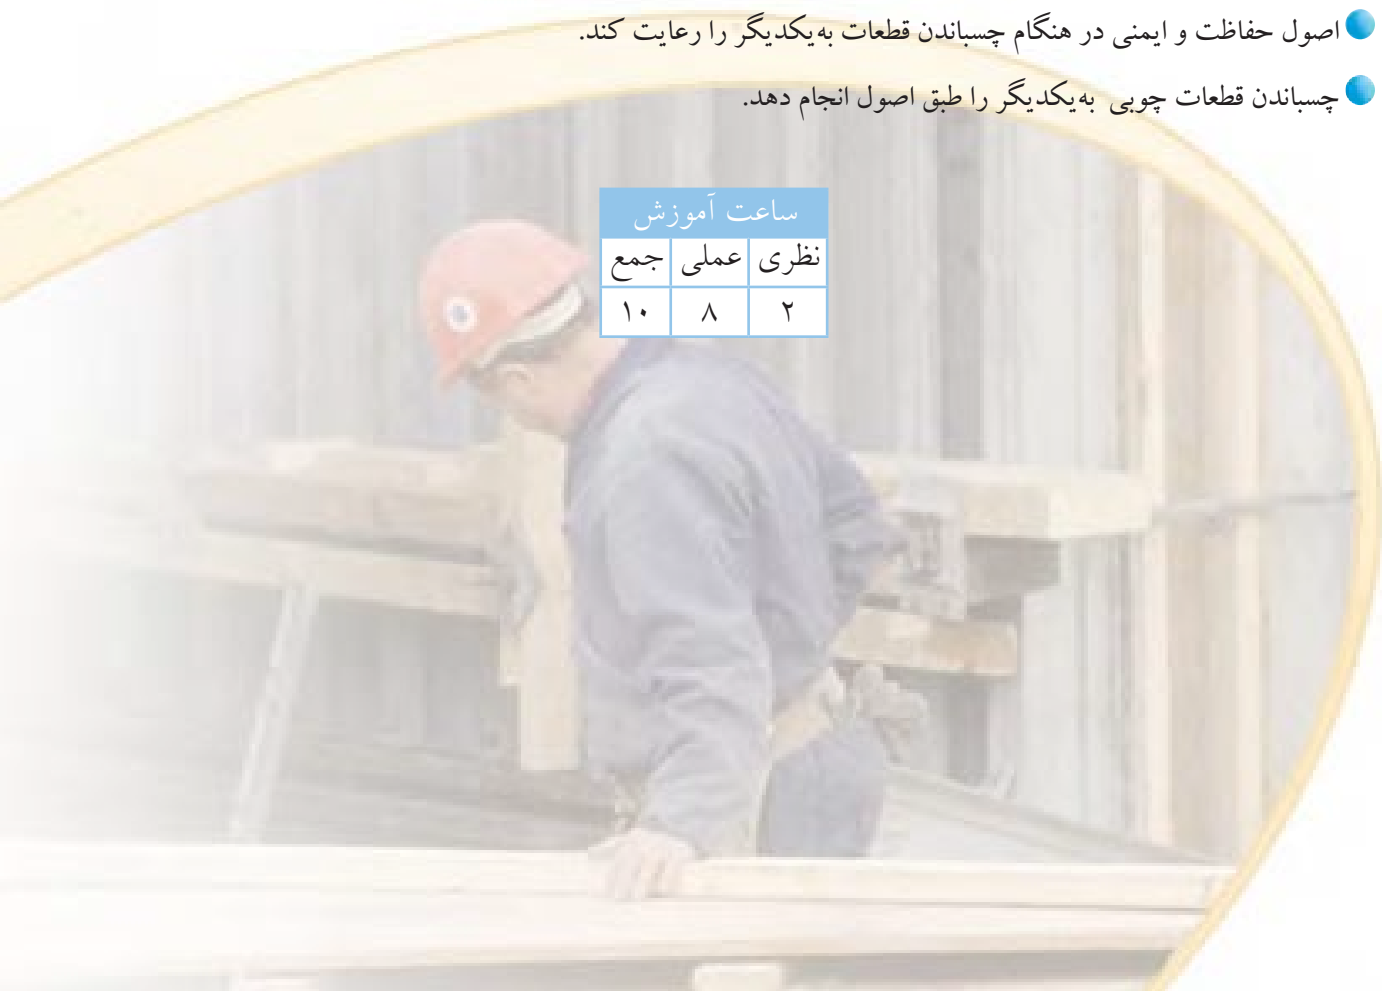 اصول حفاظت و ایمنی در هنگام چسباندن قطعات به‌یکدیگر را رعایت کند.
چسباندن قطعات چوبی به‌یکدیگر را طبق اصول انجام دهد.
ساعت آموزش
نظری عملی جمع
۲ ۸ ۱۰